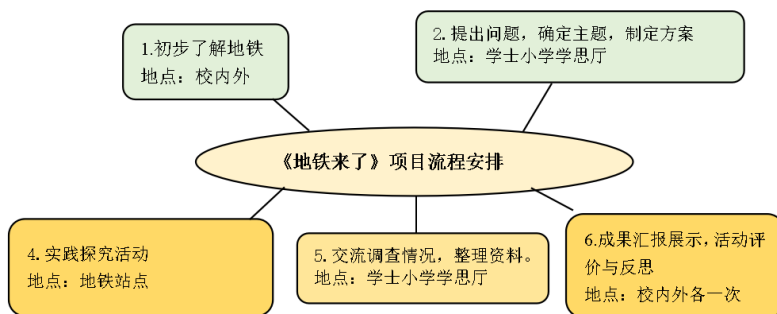 1.初步了解地铁
地点：校内外
2.提出问题，确定主题，制定方案
地点：学士小学学思厅
《地铁来了》项目流程安排
4.实践探究活动
地点：地铁站点
5.交流调查情况，整理资料。
地点：学士小学学思厅
6.成果汇报展示，活动评
价与反思
地点：校内外各一次